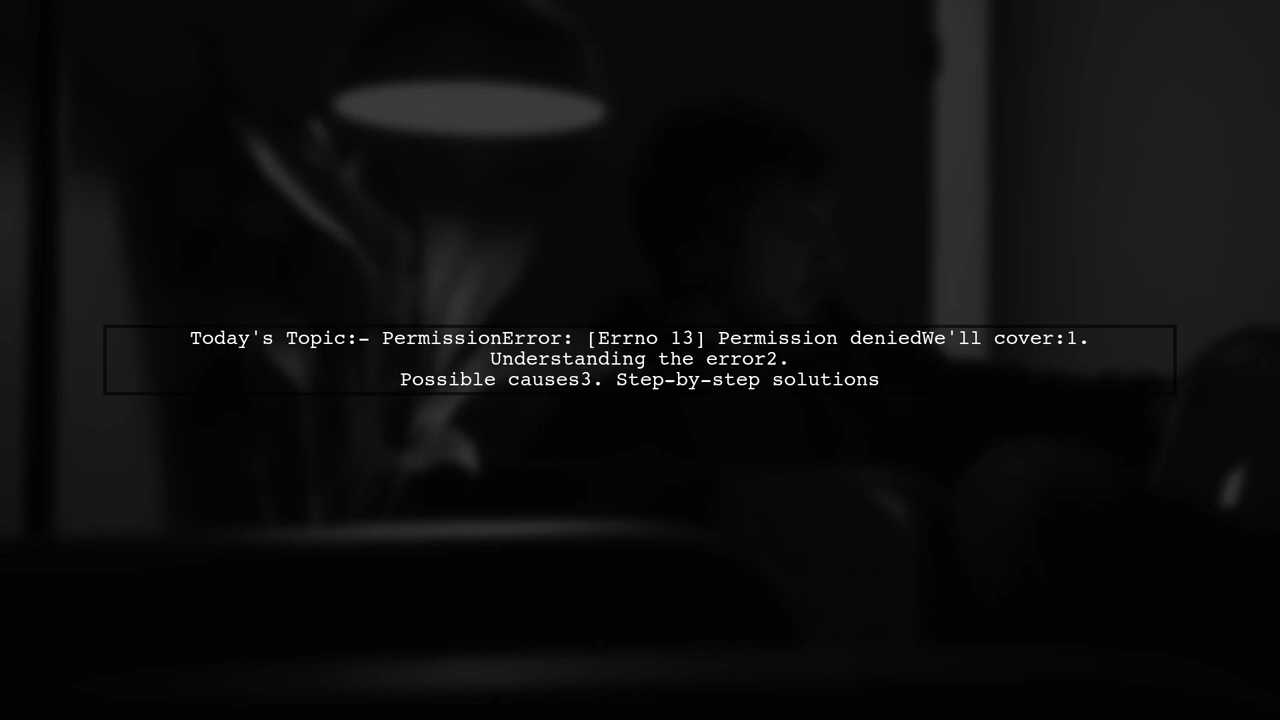 Today's Topic:- PermissionError: [Errno 13] Permission deniedWe'll cover:1.
Understanding the error2.
Possible causes3. Step-by-step solutions